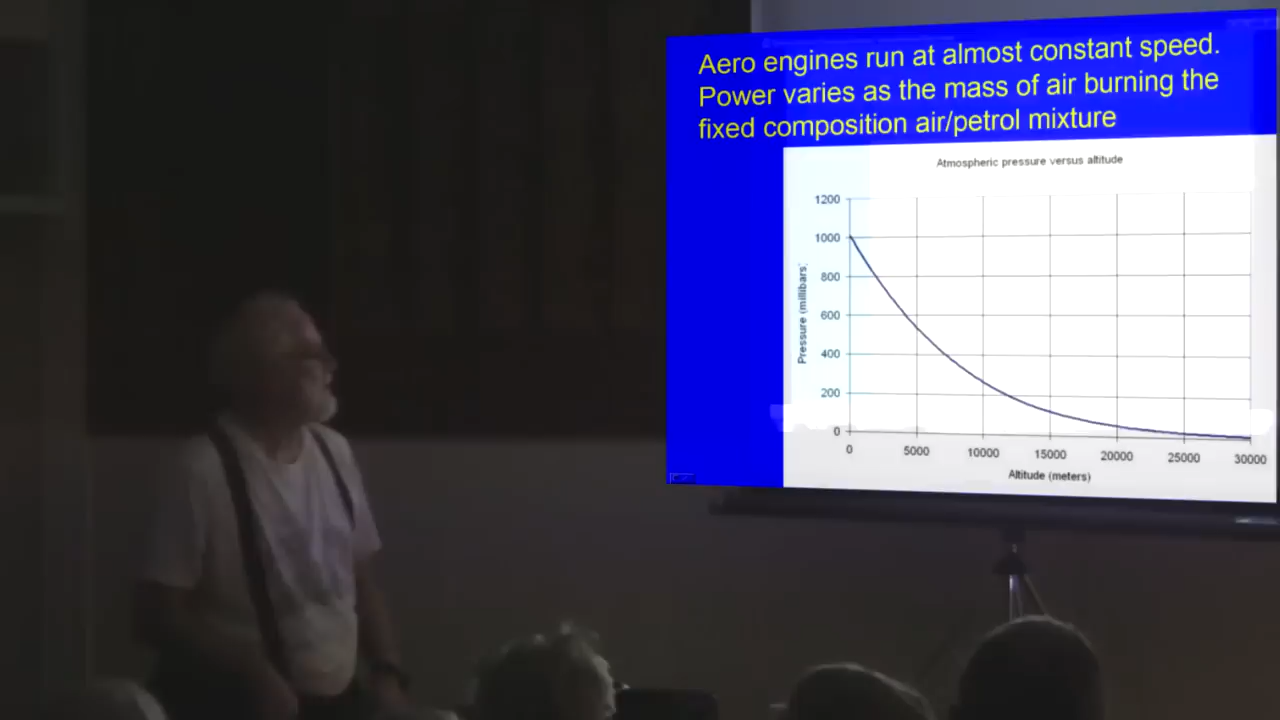 Aero engines run at almost constant speed.
Power varies as the mass of air burning the
fixed composition air/petrol mixture
Atmospheric pressure versus altitude
1200
1000
800
600
400
200
0
Pressure (millibars)
0 5000 10000 15000 20000 25000 30000
Altitude (meters)